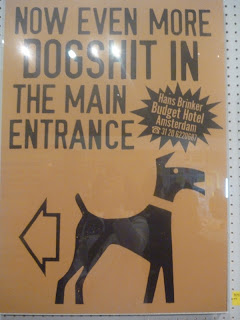 NOW EVEN MORE
DOGSHIT IN
THE MAIN
ENTRANCE
Hans Brinker
Budget Hotel
Amsterdam